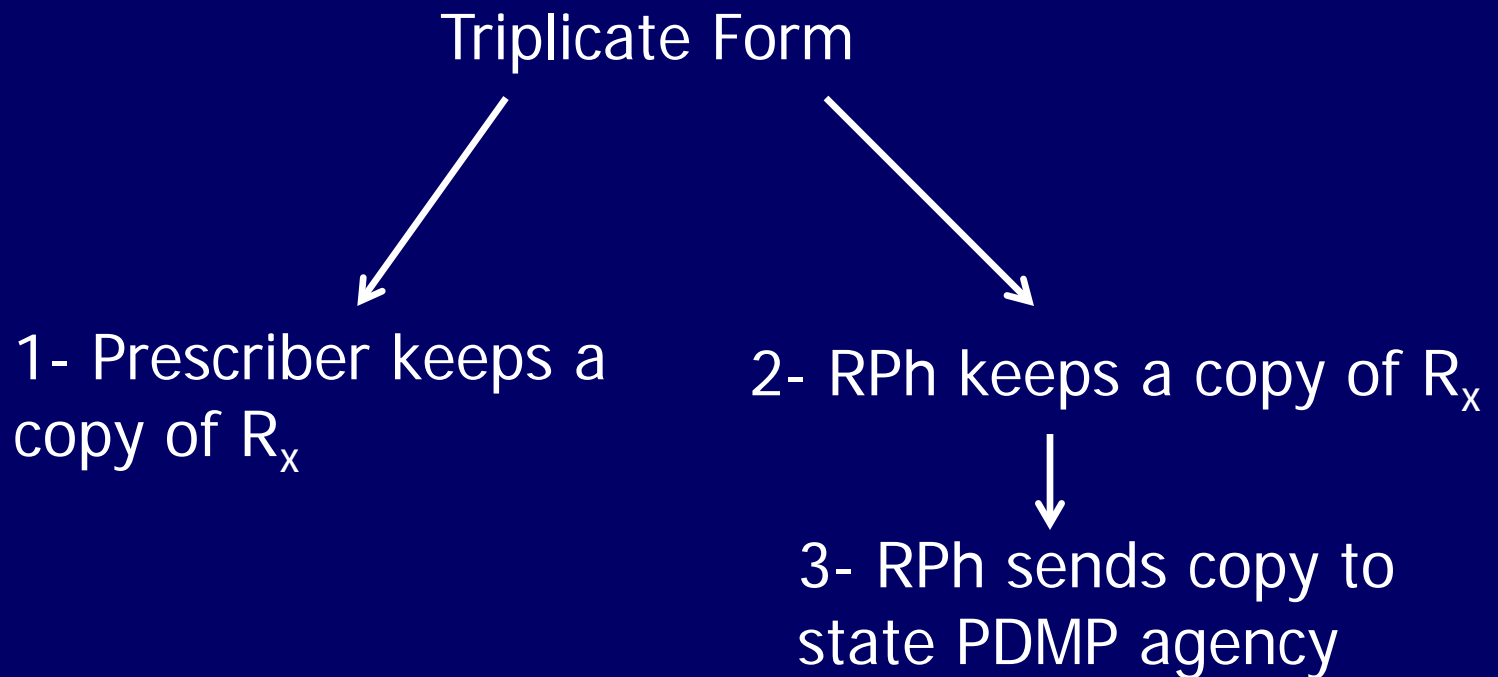 Triplicate Form
1- Prescriber keeps a
copy of Rₓ
2- RPh keeps a copy of Rₓ
3- RPh sends copy to
state PDMP agency